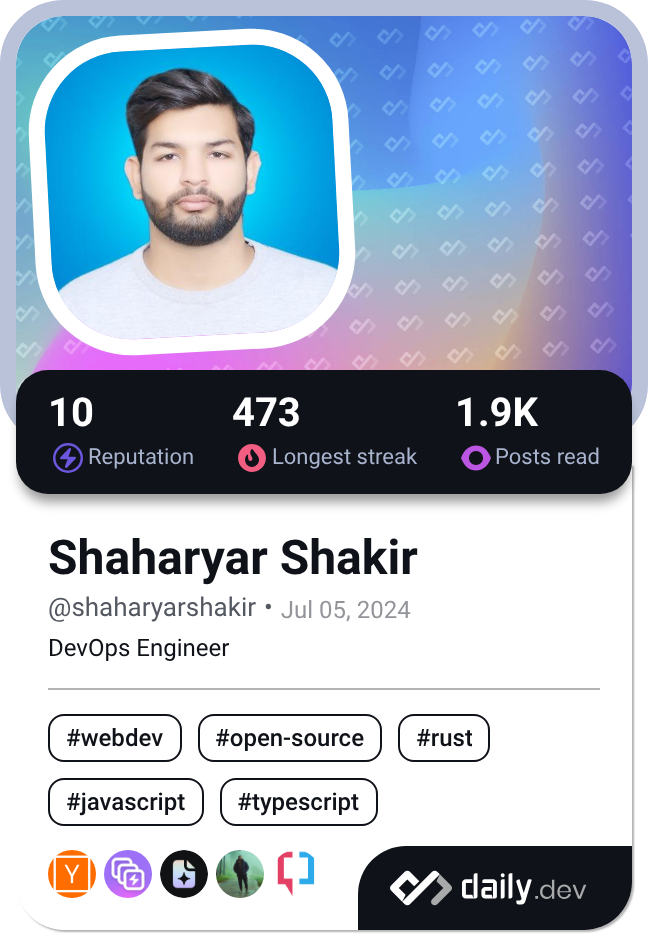 10 473 1.9K
Reputation Longest streak Posts read
Shaharyar Shakir
@shaharyarshakir • Jul 05, 2024
DevOps Engineer
#webdev #open-source #rust
#javascript #typescript
Y
daily.dev